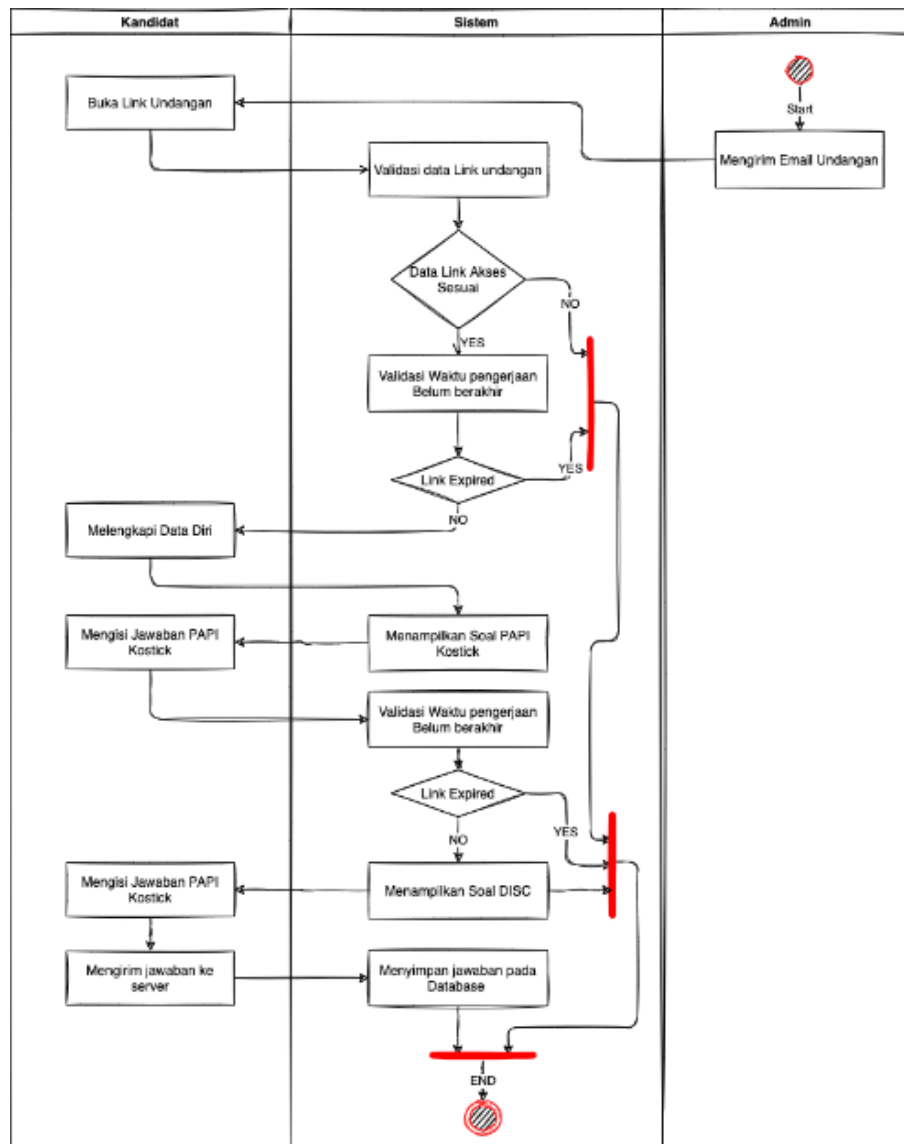 Kandidat
Sistem
Admin
Start
Buka Link Undangan
Mengirim Email Undangan
Validasi data Link undangan
Data Link Akses
Sesuai
NO
YES
Validasi Waktu pengerjaan
Belum berakhir
Link Expired
YES
NO
Melengkapi Data Diri
Mengisi Jawaban PAPI
Kostick
Menampilkan Soal PAPI
Kostick
Validasi Waktu pengerjaan
Belum berakhir
Link Expired
YES
NO
Mengisi Jawaban PAPI
Kostick
Menampilkan Soal DISC
Mengirim jawaban ke
server
Menyimpan jawaban pada
Database
END